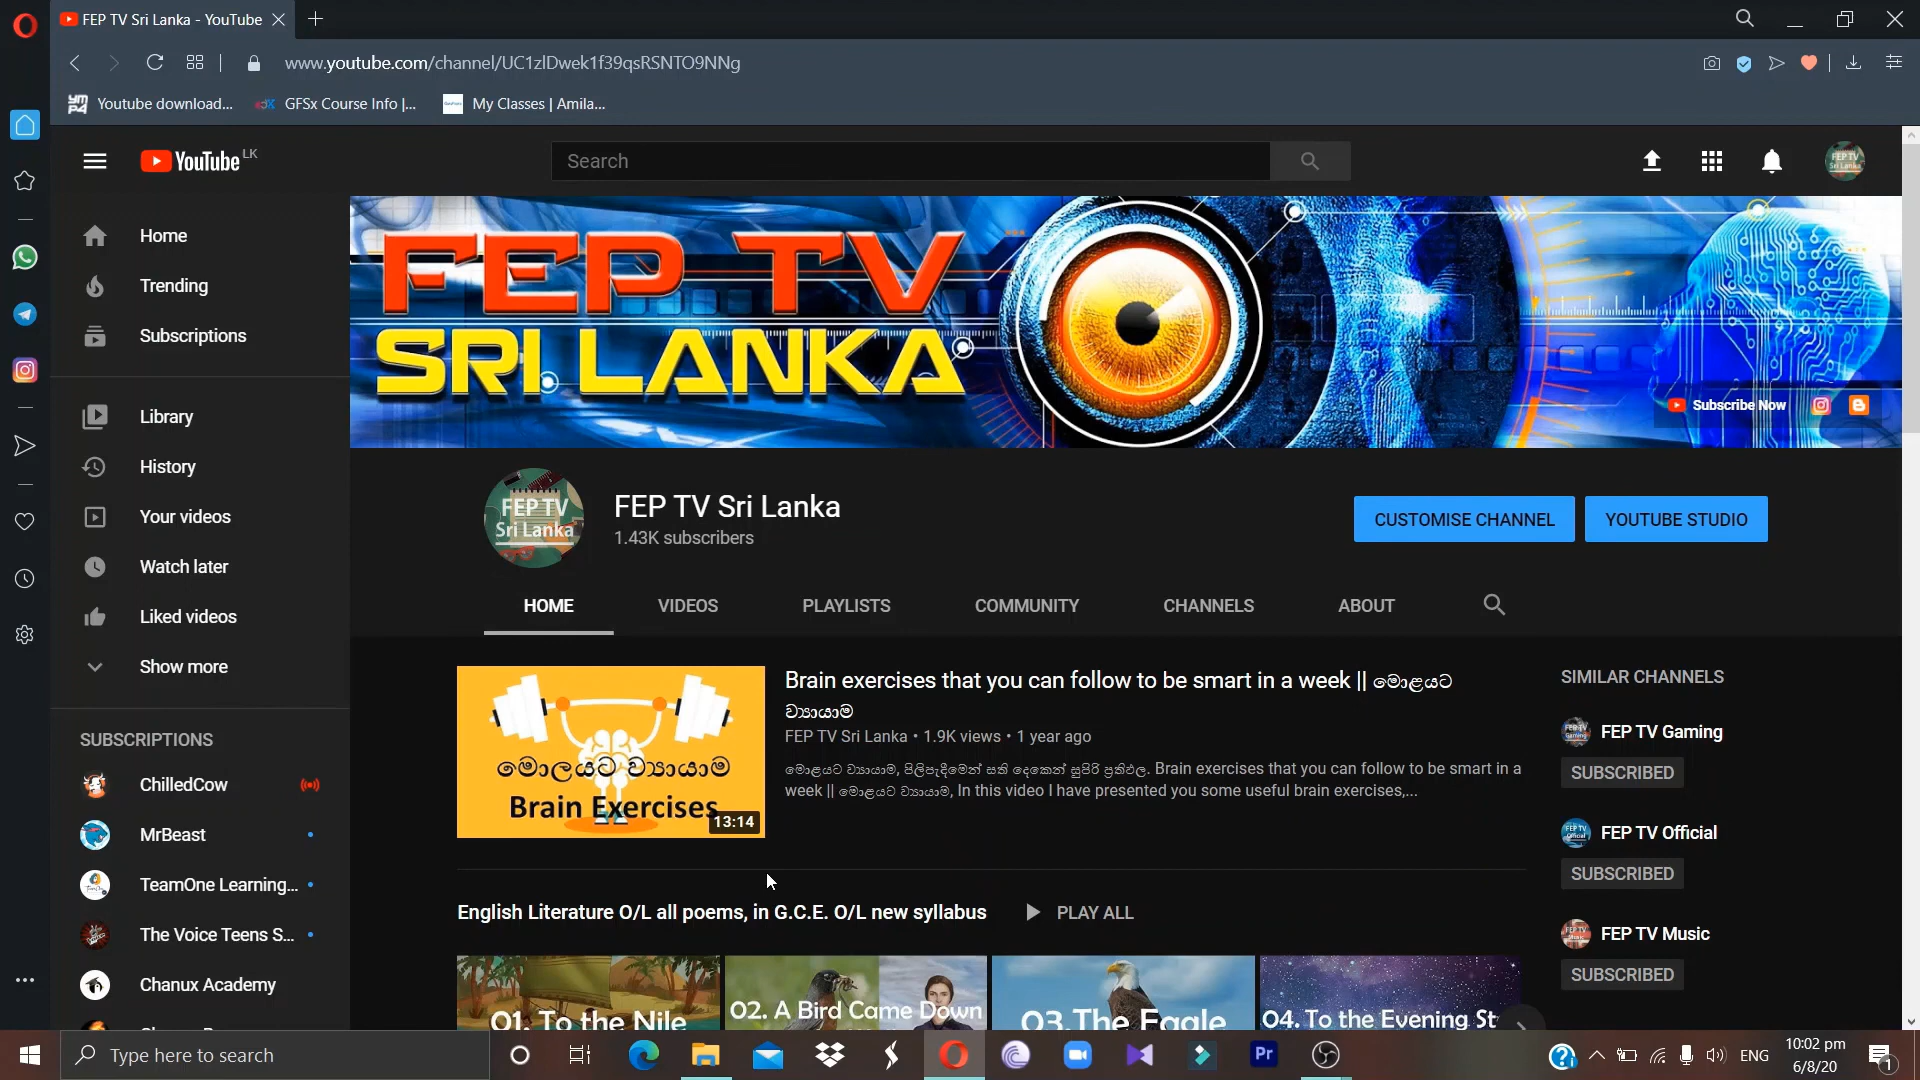 FEP TV Sri Lanka - YouTube
www.youtube.com/channel/UC1zlDwek1f39qsRSNTO9NNg
Youtube download...
GFSx Course Info |...
My Classes | Amila...
YouTube LK
Search
Home
Trending
Subscriptions
Library
History
Your videos
Watch later
Liked videos
Show more
SUBSCRIPTIONS
ChilledCow
MrBeast
TeamOne Learning...
The Voice Teens S...
Chanux Academy
FEP TV
SRI LANKA
Subscribe Now
FEP TV
Sri Lanka
FEP TV Sri Lanka
1.43K subscribers
CUSTOMISE CHANNEL
YOUTUBE STUDIO
HOME
VIDEOS
PLAYLISTS
COMMUNITY
CHANNELS
ABOUT
මොලයට ව්‍යායාම
Brain Exercises
13:14
Brain exercises that you can follow to be smart in a week || මොළයට
ව්‍යායාම
FEP TV Sri Lanka • 1.9K views • 1 year ago
මොළයට ව්‍යායාම, පිලිපැදීමෙන් සති දෙකෙන් සුපිරි ප්‍රතිඵල. Brain exercises that you can follow to be smart in a
week || මොළයට ව්‍යායාම, In this video I have presented you some useful brain exercises,...
English Literature O/L all poems, in G.C.E. O/L new syllabus
PLAY ALL
01. To the Nile
02. A Bird Came Down
03.The Eagle
04. To the Evening St
SIMILAR CHANNELS
FEP TV Gaming
SUBSCRIBED
FEP TV Official
SUBSCRIBED
FEP TV Music
SUBSCRIBED
Type here to search
Pr
ENG
10:02 pm
6/8/20
1